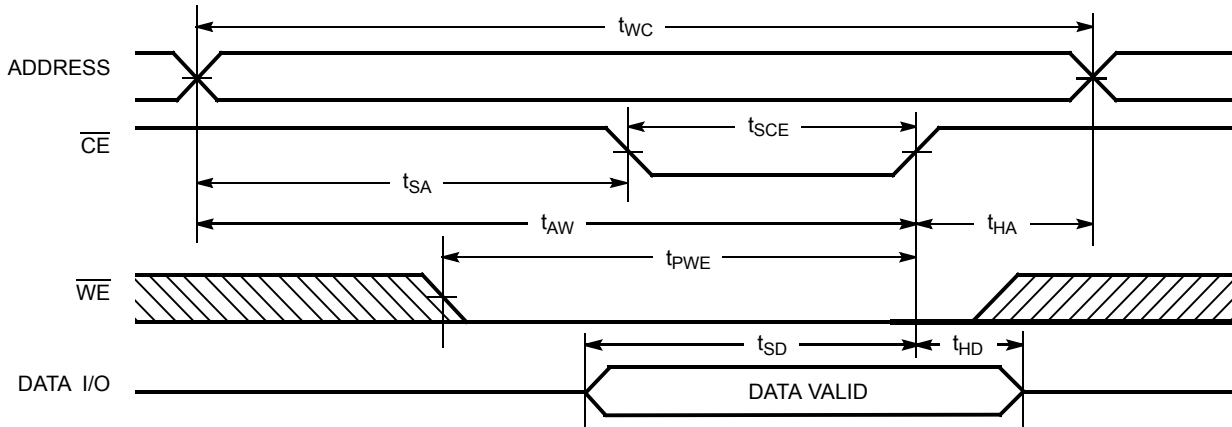 tWC
ADDRESS
CE
tSCE
tSA
tAW
tHA
tPWE
WE
tSD
tHD
DATA I/O
DATA VALID